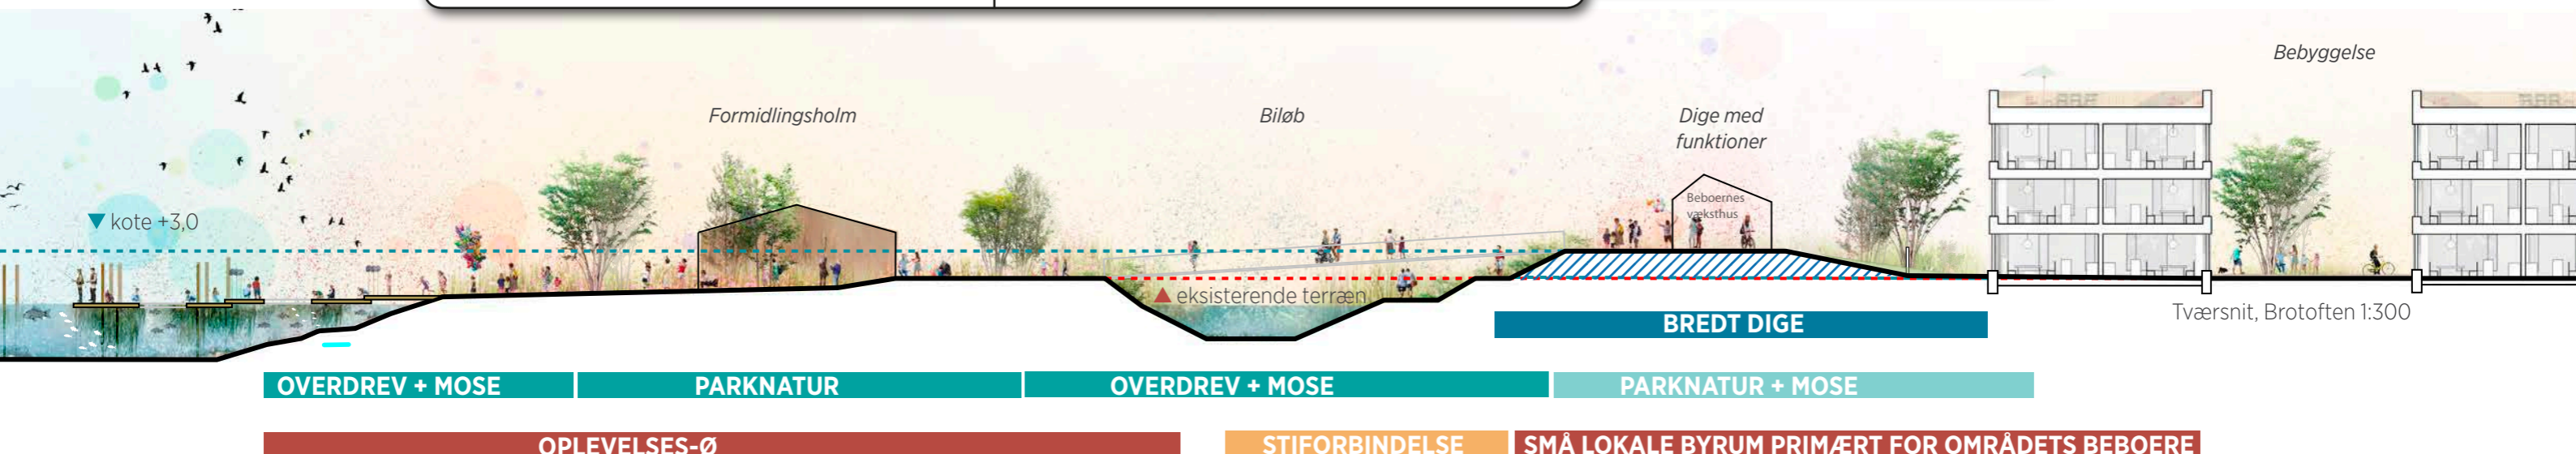 Bebyggelse
Formidlingsholm
Biløb
Dige med
funktioner
Beboernes
væksthus
▼ kote +3,0
▲ eksisterende terræn
Tværsnit, Brotoften 1:300
BREDT DIGE
OVERDREV + MOSE
PARKNATUR
OVERDREV + MOSE
PARKNATUR + MOSE
OPLEVELSES-Ø
STIFORBINDELSE
SMÅ LOKALE BYRUM PRIMÆRT FOR OMRÅDETS BEBOERE